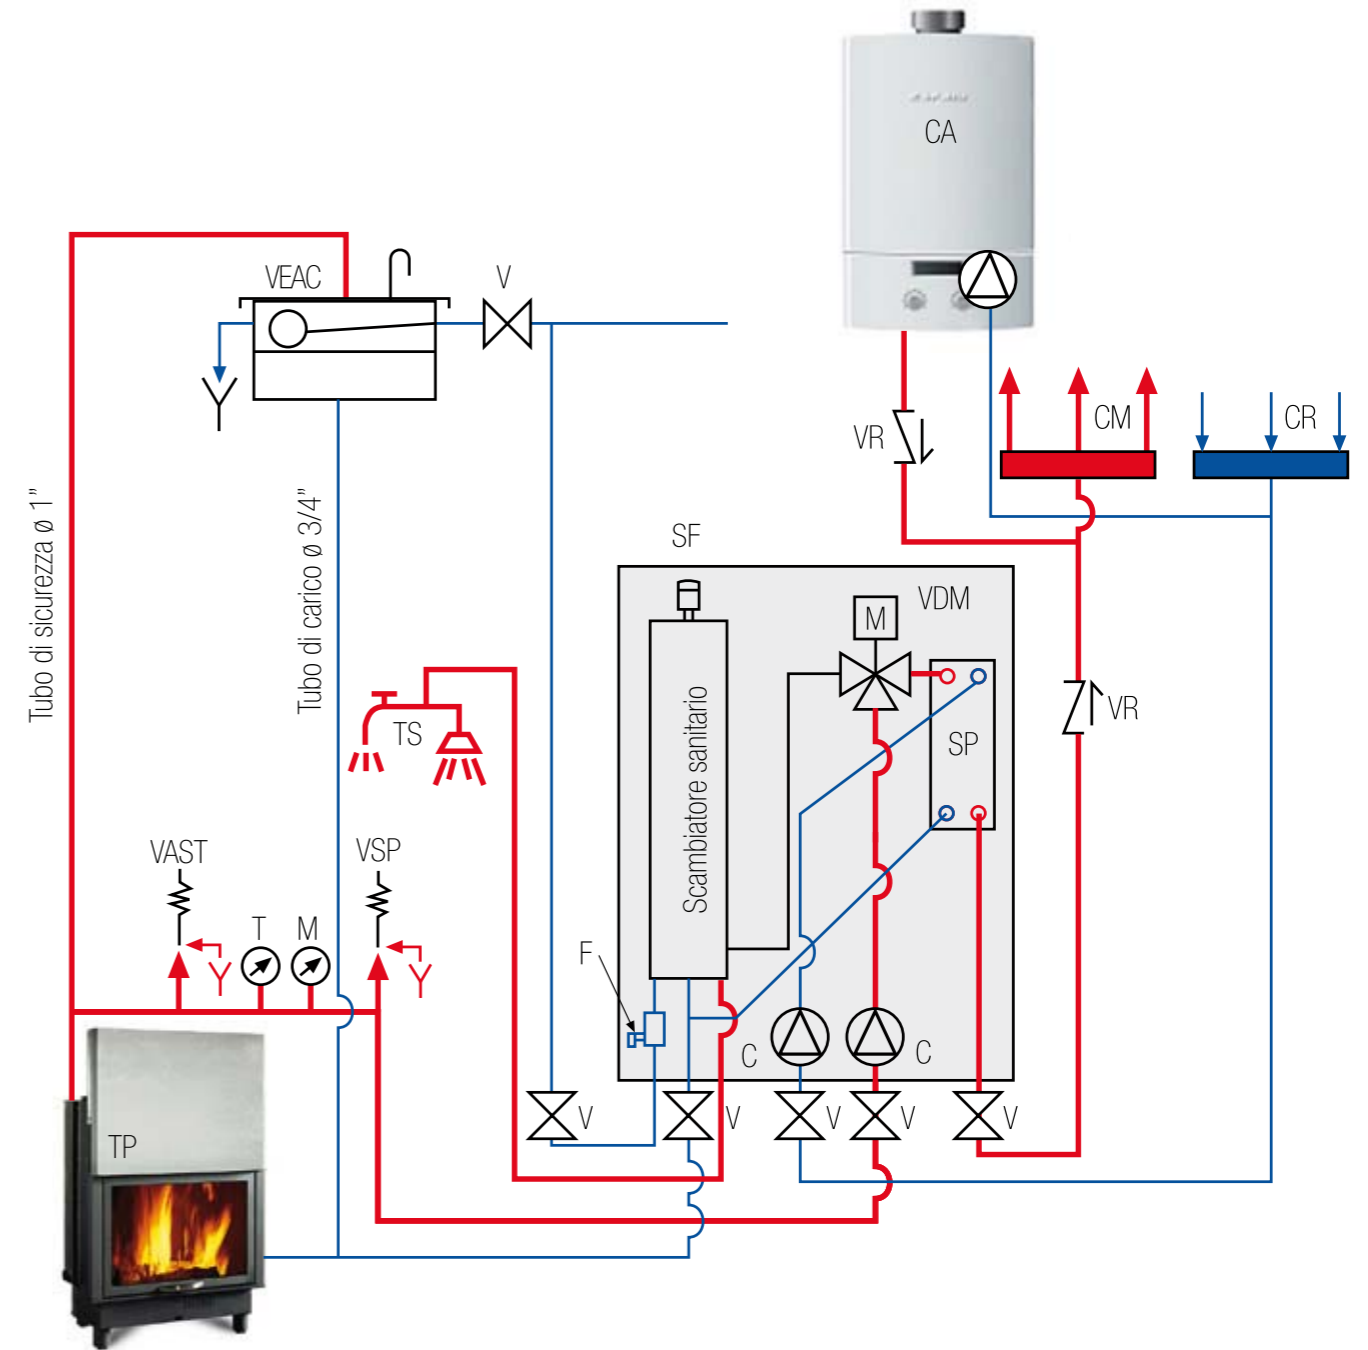 CA
VEAC
V
CM
CR
VR
Tubo di sicurezza ø 1”
Tubo di carico ø 3/4”
SF
VDM
M
TS
Scambiatore sanitario
SP
VR
VAST
VSP
T
M
F
C
C
V
V
V
V
V
TP